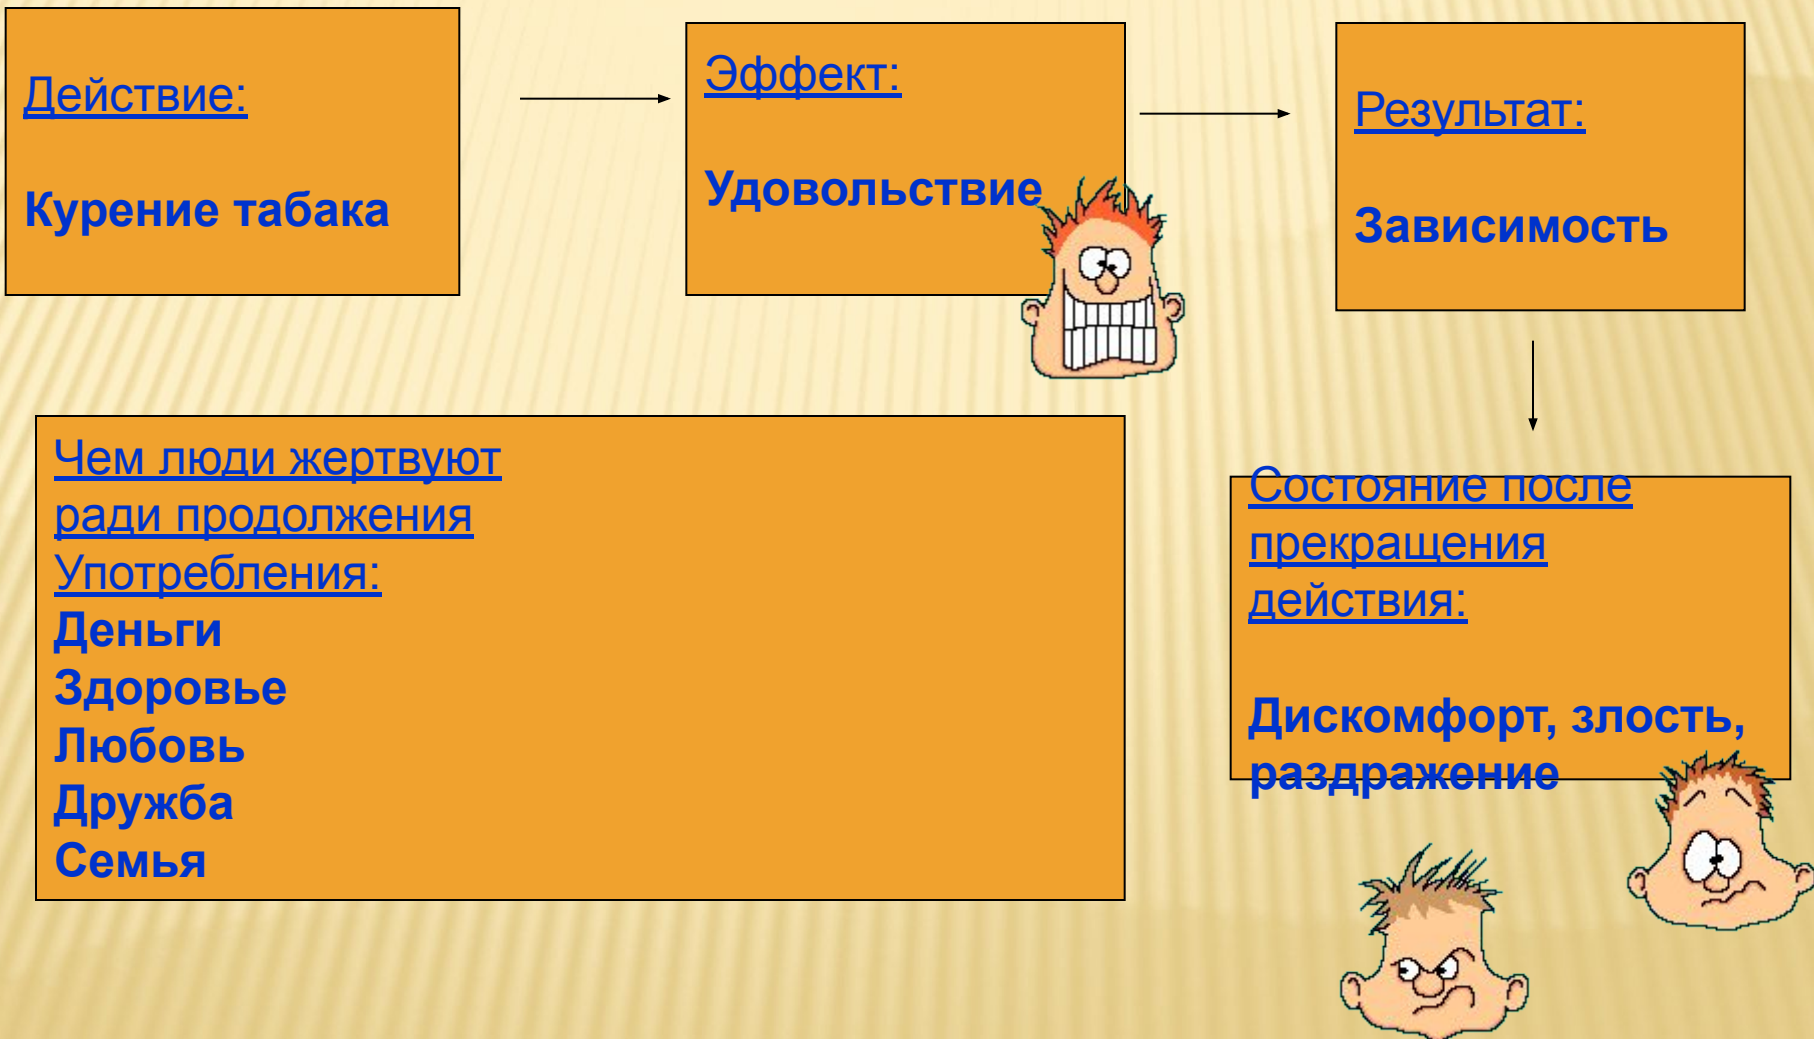 Действие:
Курение табака
Эффект:
Удовольствие
Результат:
Зависимость
Состояние после
прекращения
действия:
Дискомфорт, злость,
раздражение
Чем люди жертвуют
ради продолжения
Употребления:
Деньги
Здоровье
Любовь
Дружба
Семья